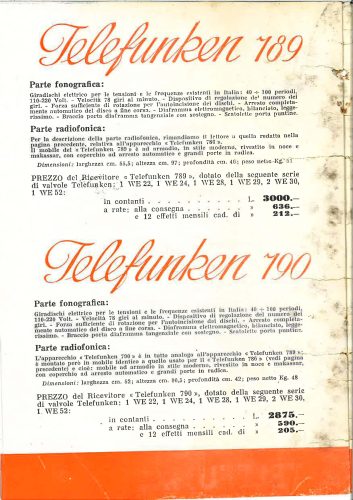 Telefunken 789
Parte fonografica:
Giradischi elettrico per le tensioni e le frequenze esistenti in Italia: 40 ÷ 100 periodi,
110-220 Volt. - Velocità 78 giri al minuto. - Dispositivo di regolazione del numero dei
giri. - Forza sufficiente di rotazione per l'autoincisione dei dischi. - Arresto completa-
mente automatico del disco a fine corsa. - Diaframma elettromagnetico, bilanciato, legge-
rissimo. - Braccio porta diaframma tangenziale con sostegno. - Scatolette porta puntine.
Parte radiofonica:
Per la descrizione della parte radiofonica, rimandiamo il lettore a quella redatta nella
pagina precedente, relativa all'apparecchio « Telefunken 786 ».
Il mobile del « Telefunken 789 » è ad armadio, in stile moderno, rivestito in noce e
makassar, con coperchio ad arresto automatico e grandi porte in radica.
Dimensioni: larghezza cm. 55,5; altezza cm. 97; profondità cm. 40; peso netto Kg. 51
PREZZO del Ricevitore « Telefunken 789 », dotato della seguente serie
di valvole Telefunken: 1 WE 22, 1 WE 24, 1 WE 28, 1 WE 29, 2 WE 30,
1 WE 52:
in contanti . . . . L. 3000.—
a rate: alla consegna . . . . » 636.—
e 12 effetti mensili cad. di » 212.—
Telefunken 790
Parte fonografica:
Giradischi elettrico per le tensioni e le frequenze esistenti in Italia: 40 ÷ 100 periodi,
110-220 Volt. - Velocità 78 giri al minuto. - Dispositivo di regolazione del numero dei
giri. - Forza sufficiente di rotazione per l'autoincisione dei dischi. - Arresto completa-
mente automatico del disco a fine corsa. - Diaframma elettromagnetico, bilanciato, legge-
rissimo. - Braccio porta diaframma tangenziale con sostegno. - Scatolette porta puntine.
Parte radiofonica:
L'apparecchio « Telefunken 790 » è in tutto analogo all'apparecchio « Telefunken 789 »;
è montato però in mobile identico a quello usato per il « Telefunken 786 » (vedi pagina
precedente) e cioè: mobile ad armadio in stile moderno, rivestito in noce e makassar,
con coperchio ad arresto automatico e grandi porte in radica.
Dimensioni: larghezza cm. 52; altezza cm. 90,5; profondità cm. 42; peso netto Kg. 48
PREZZO del Ricevitore « Telefunken 790 », dotato della seguente serie
di valvole Telefunken: 1 WE 22, 1 WE 24, 1 WE 28, 1 WE 29, 2 WE 30,
1 WE 52:
in contanti . . . . L. 2875.—
a rate: alla consegna . . . . » 590.—
e 12 effetti mensili cad. di » 205.—